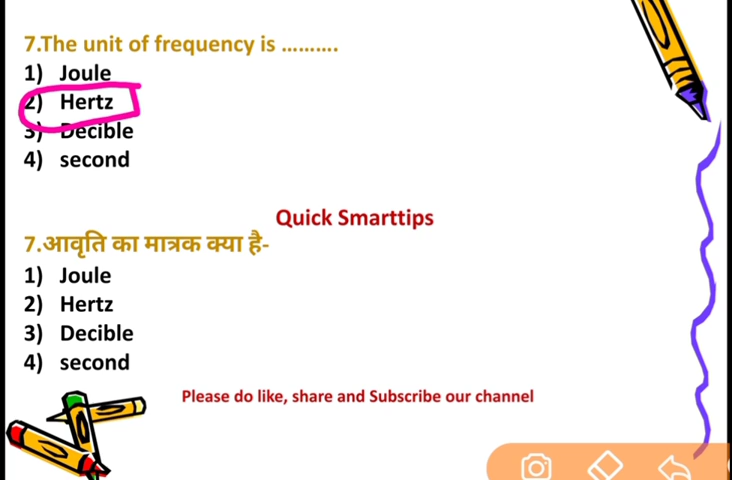 7.The unit of frequency is ..........
1) Joule
2) Hertz
3) Decible
4) second
Quick Smarttips
7.आवृति का मात्रक क्या है-
1) Joule
2) Hertz
3) Decible
4) second
Please do like, share and Subscribe our channel